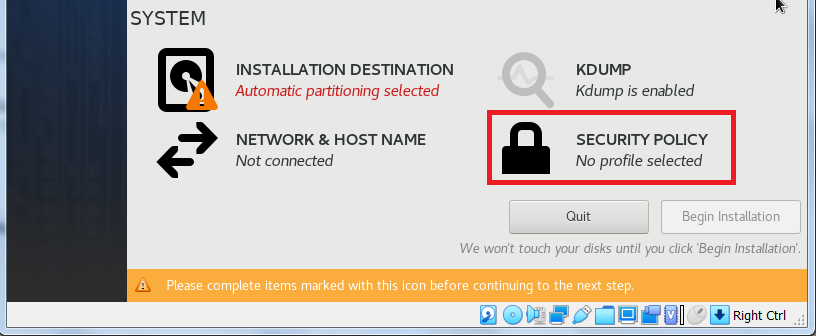 SYSTEM
INSTALLATION DESTINATION
Automatic partitioning selected
KDUMP
Kdump is enabled
NETWORK & HOST NAME
Not connected
SECURITY POLICY
No profile selected
Quit
Begin Installation
We won't touch your disks until you click 'Begin Installation'.
Please complete items marked with this icon before continuing to the next step.
Right Ctrl